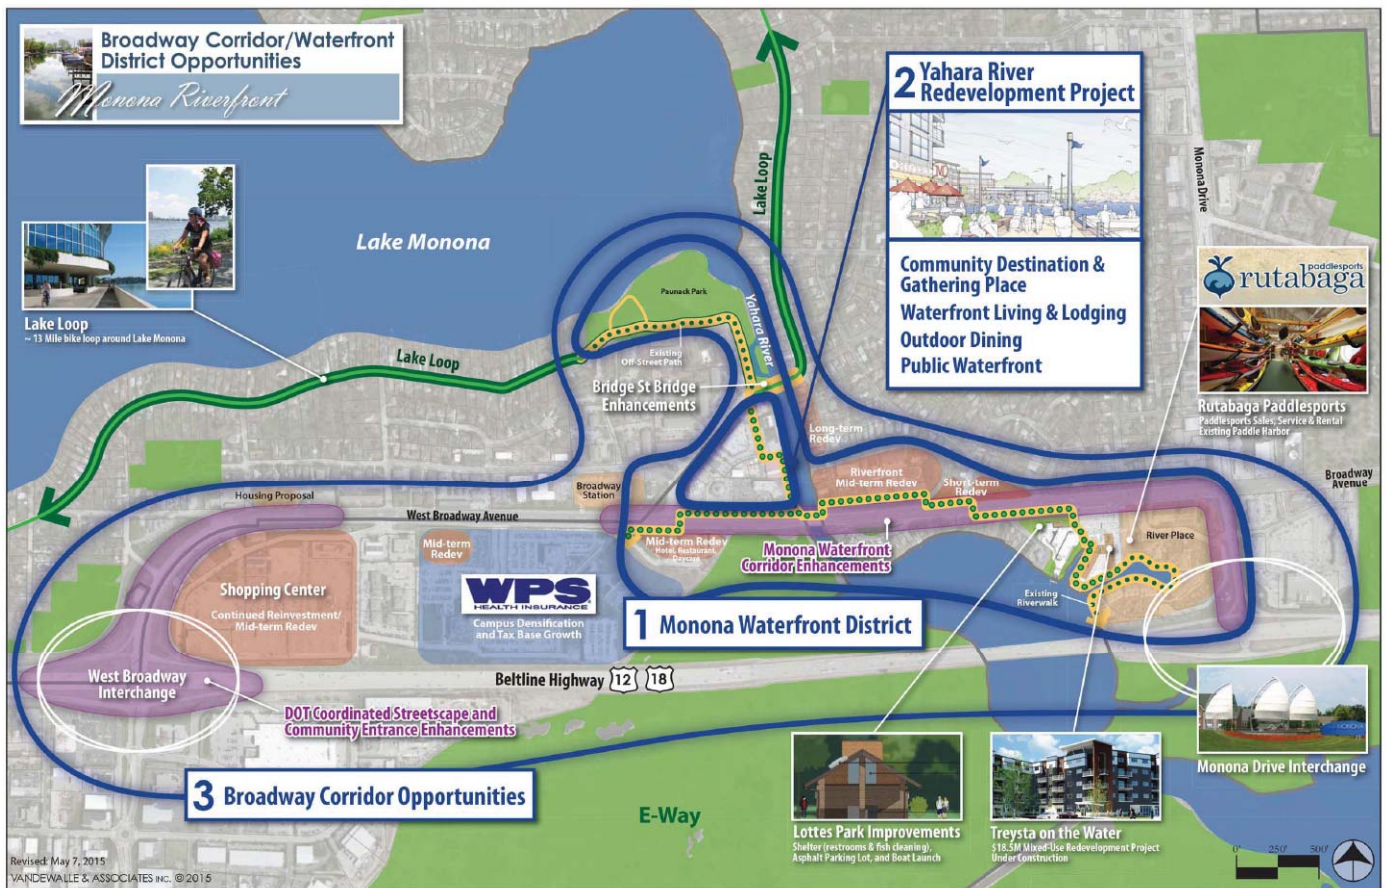 Broadway Corridor/Waterfront
District Opportunities
Monona Riverfront
2 Yahara River
Redevelopment Project
Community Destination &
Gathering Place
Waterfront Living & Lodging
Outdoor Dining
Public Waterfront
Monona Drive
Lake Loop
Lake Monona
paddlesports
rutabaga
Rutabaga Paddlesports
Paddlesports Sales, Service & Rental
Existing Paddle Harbor
Lake Loop
~ 13 Mile bike loop around Lake Monona
Lake Loop
Paunack Park
Yahara River
Existing
Off-Street Path
Bridge St Bridge
Enhancements
Long-term
Redev
Riverfront
Mid-term Redev
Short-term
Redev
Broadway
Avenue
Housing Proposal
Broadway
Station
West Broadway Avenue
Mid-term
Redev
Mid-term Redev
Hotel, Restaurant,
Daycare
Monona Waterfront
Corridor Enhancements
River Place
Existing
Riverwalk
Shopping Center
Continued Reinvestment/
Mid-term Redev
WPS
HEALTH INSURANCE
Campus Densification
and Tax Base Growth
1 Monona Waterfront District
West Broadway
Interchange
Beltline Highway 12 18
DOT Coordinated Streetscape and
Community Entrance Enhancements
3 Broadway Corridor Opportunities
E-Way
MONONA
Monona Drive Interchange
Lottes Park Improvements
Shelter (restrooms & fish cleaning),
Asphalt Parking Lot, and Boat Launch
Treysta on the Water
$18.5M Mixed-Use Redevelopment Project
Under Construction
Revised: May 7, 2015
VANDEWALLE & ASSOCIATES INC. © 2015
0' 250' 500'